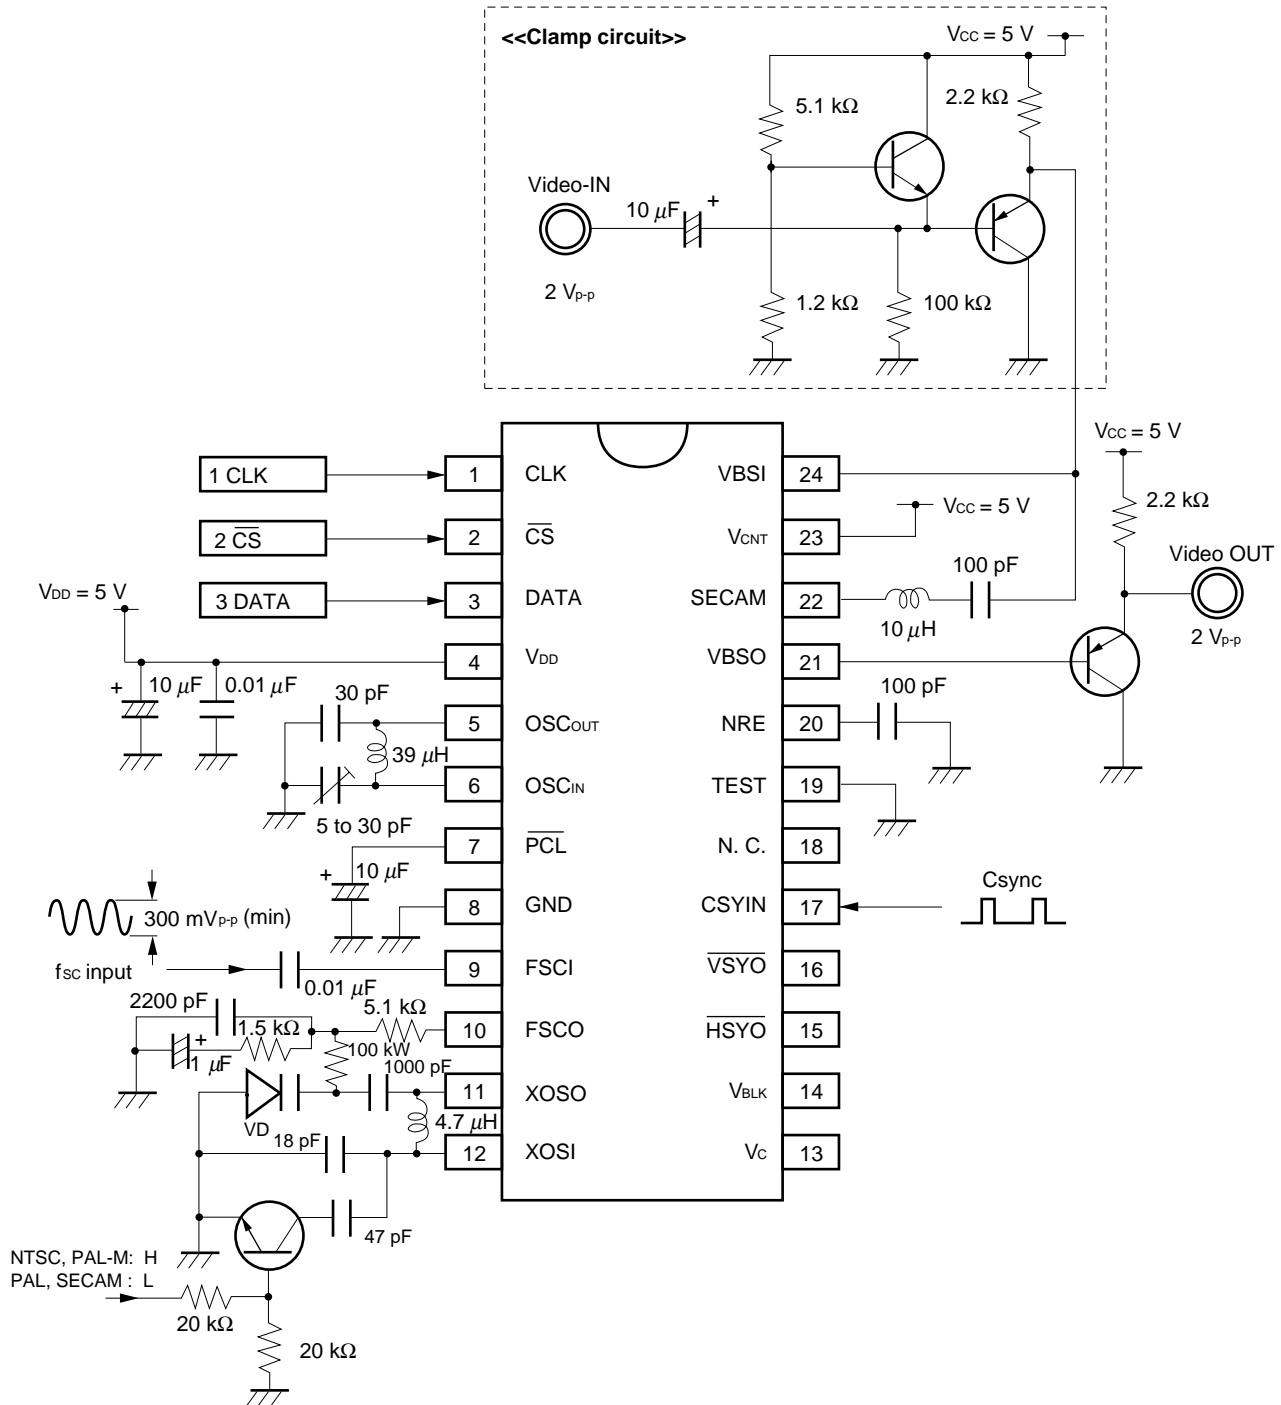 <<Clamp circuit>>
VCC = 5 V
5.1 kΩ
2.2 kΩ
Video-IN
10 µF
+
2 Vp-p
1.2 kΩ
100 kΩ
1 CLK
1
CLK
VBSI
24
VCC = 5 V
2 C̅S̅
2
C̅S̅
VCNT
23
VCC = 5 V
2.2 kΩ
VDD = 5 V
3 DATA
3
DATA
SECAM
22
100 pF
10 µH
Video OUT
2 Vp-p
4
VDD
VBSO
21
+
10 µF
0.01 µF
30 pF
5
OSCOUT
NRE
20
100 pF
39 µH
6
OSCIN
TEST
19
5 to 30 pF
7
P̅C̅L̅
N. C.
18
+
10 µF
300 mVp-p (min)
8
GND
CSYIN
17
Csync
fSC input
9
FSCI
V̅S̅Y̅O̅
16
0.01 µF
2200 pF
5.1 kΩ
1.5 kΩ
10
FSCO
H̅S̅Y̅O̅
15
+
1 µF
100 kW
1000 pF
11
XOSO
VBLK
14
VD
4.7 µH
18 pF
12
XOSI
VC
13
47 pF
NTSC, PAL-M: H
PAL, SECAM : L
20 kΩ
20 kΩ